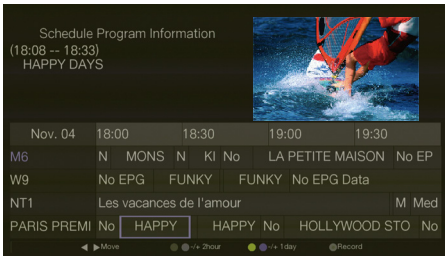 Schedule Program Information
(18:08 -- 18:33)
HAPPY DAYS
Nov. 04 18:00 18:30 19:00 19:30
M6 N MONS N KI No LA PETITE MAISON No EP
W9 No EPG FUNKY FUNKY No EPG Data
NT1 Les vacances de l'amour M Med
PARIS PREMI No HAPPY HAPPY No HOLLYWOOD STO No
Move -/+ 2hour -/+ 1day Record